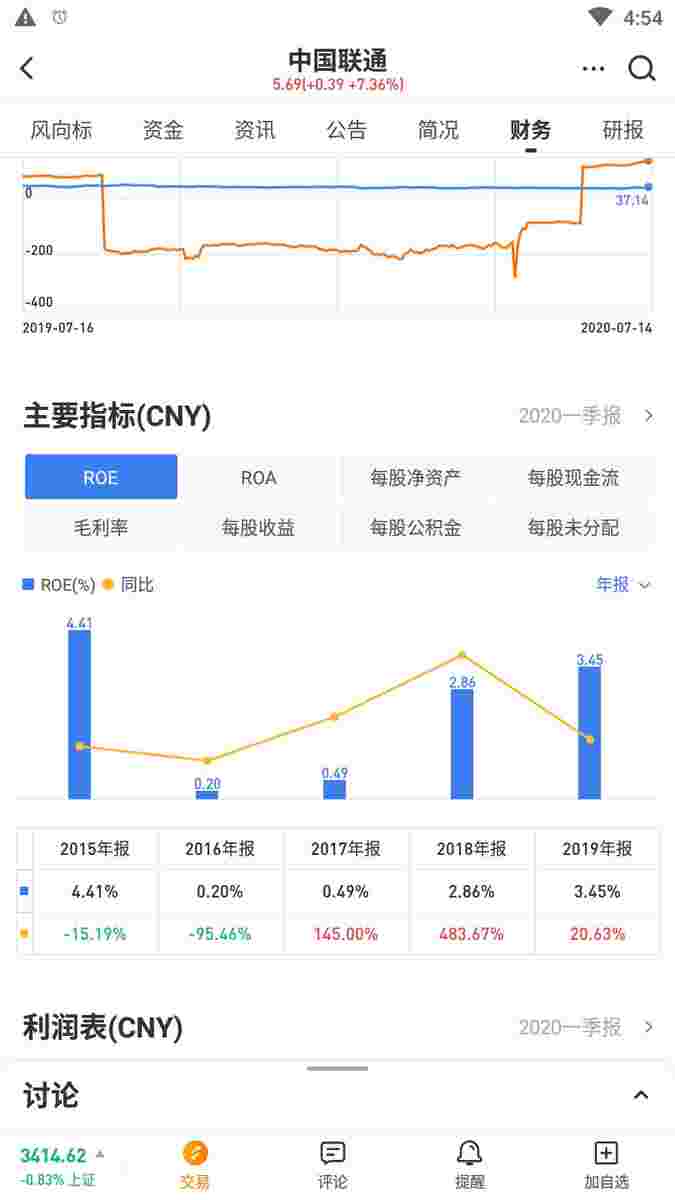 4:54
中国联通
5.69(+0.39 +7.36%)
风向标 资金 资讯 公告 简况 财务 研报
0
37.14
-200
-400
2019-07-16 2020-07-14
主要指标(CNY) 2020一季报
ROE ROA 每股净资产 每股现金流
毛利率 每股收益 每股公积金 每股未分配
ROE(%) 同比 年报
4.41
0.20
0.49
2.86
3.45
2015年报 2016年报 2017年报 2018年报 2019年报
4.41% 0.20% 0.49% 2.86% 3.45%
-15.19% -95.46% 145.00% 483.67% 20.63%
利润表(CNY) 2020一季报
讨论
3414.62
-0.83% 上证
交易 评论 提醒 加自选